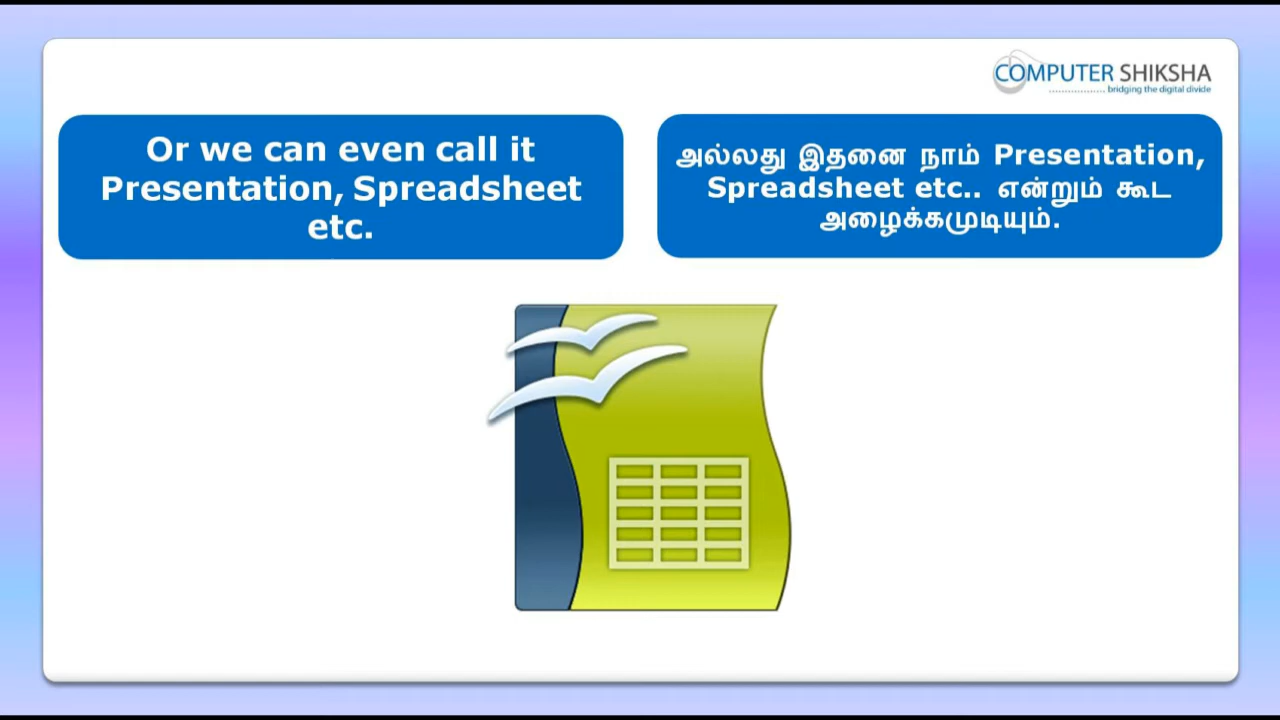 COMPUTER SHIKSHA
bridging the digital divide
Or we can even call it
Presentation, Spreadsheet
etc.
அல்லது இதனை நாம் Presentation,
Spreadsheet etc.. என்றும் கூட
அழைக்கமுடியும்.